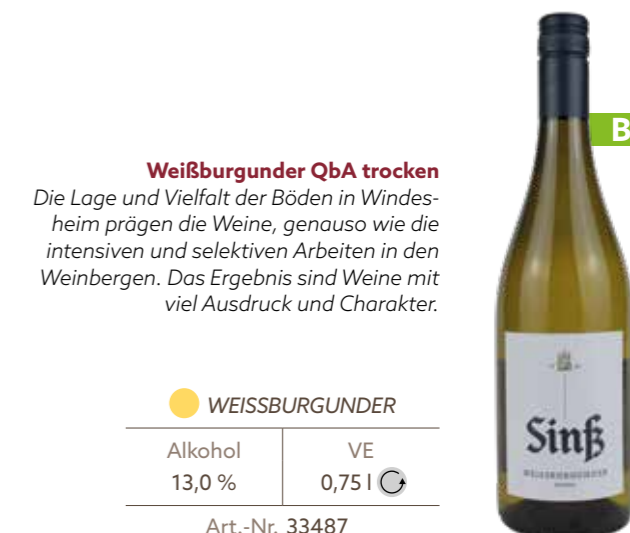 Weißburgunder QbA trocken
Die Lage und Vielfalt der Böden in Windes-
heim prägen die Weine, genauso wie die
intensiven und selektiven Arbeiten in den
Weinbergen. Das Ergebnis sind Weine mit
viel Ausdruck und Charakter.
WEISSBURGUNDER
Alkohol
13,0 %
VE
0,75 l
Art.-Nr. 33487
B
Sinß
WEISSBURGUNDER